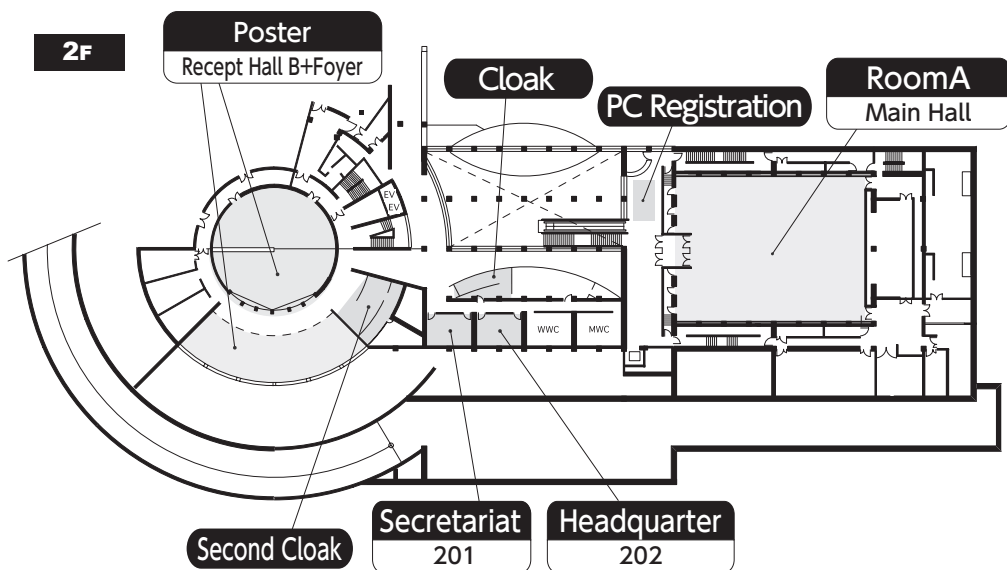 2F
Poster
Recept Hall B+Foyer
Cloak
PC Registration
RoomA
Main Hall
EV
EV
WWC
MWC
Second Cloak
Secretariat
201
Headquarter
202